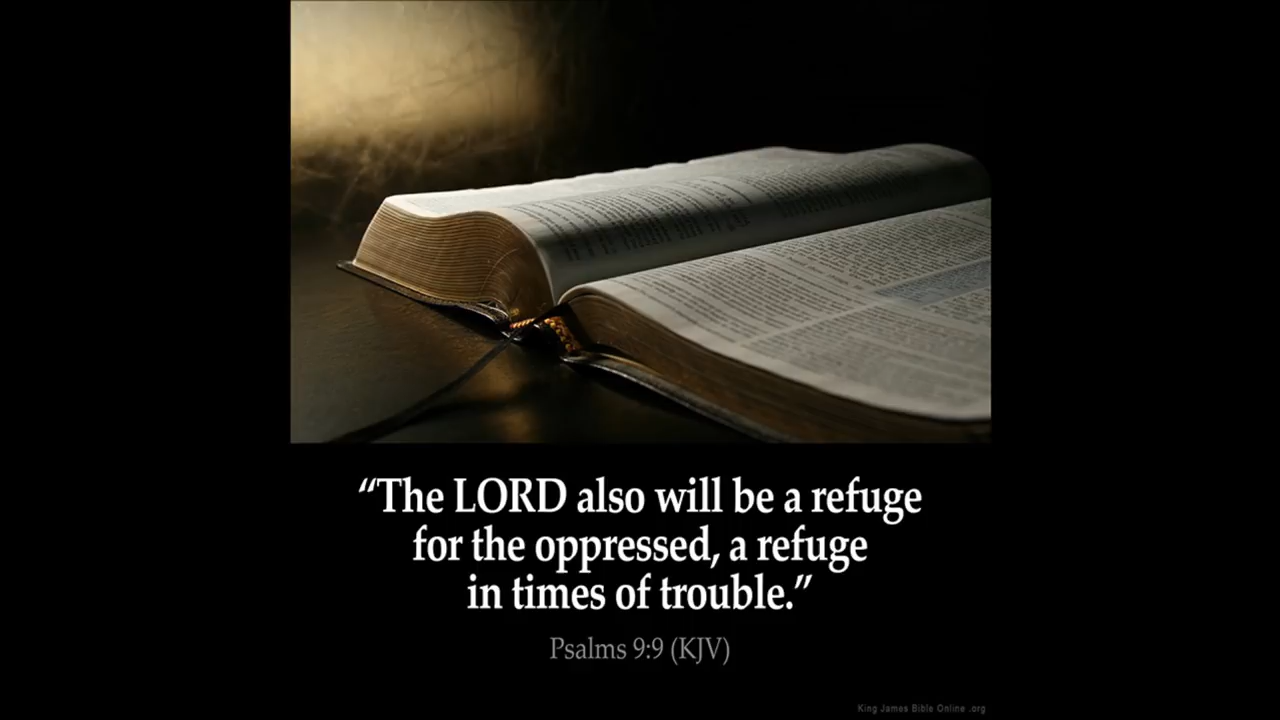 “The LORD also will be a refuge
for the oppressed, a refuge
in times of trouble.”
Psalms 9:9 (KJV)
King James Bible Online .org